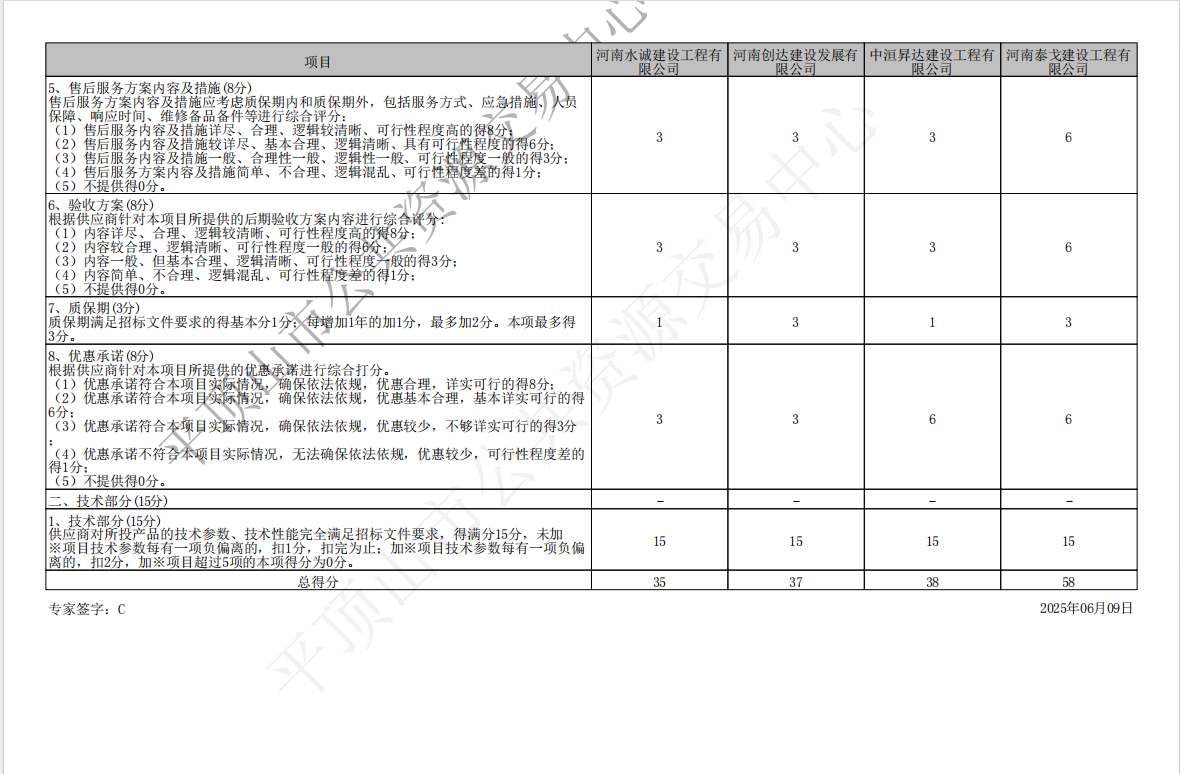 项目
河南水诚建设工程有
限公司
河南创达建设发展有
限公司
中洹昇达建设工程有
限公司
河南泰戈建设工程有
限公司
5、售后服务方案内容及措施(8分)
售后服务方案内容及措施应考虑质保期内和质保期外，包括服务方式、应急措施、人员
保障、响应时间、维修备品备件等进行综合评分：
（1）售后服务内容及措施详尽、合理、逻辑较清晰、可行性程度高的得8分；
（2）售后服务内容及措施较详尽、基本合理、逻辑清晰、具有可行性程度的得6分；
（3）售后服务内容及措施一般、合理性一般、逻辑性一般、可行性程度一般的得3分；
（4）售后服务方案内容及措施简单、不合理、逻辑混乱、可行性程度差的得1分；
（5）不提供得0分。
3
3
3
6
6、验收方案(8分)
根据供应商针对本项目所提供的后期验收方案内容进行综合评分：
（1）内容详尽、合理、逻辑较清晰、可行性程度高的得8分；
（2）内容较合理、逻辑清晰、可行性程度一般的得6分；
（3）内容一般、但基本合理、逻辑清晰、可行性程度一般的得3分；
（4）内容简单、不合理、逻辑混乱、可行性程度差的得1分；
（5）不提供得0分。
3
3
3
6
7、质保期(3分)
质保期满足招标文件要求的得基本分1分；每增加1年的加1分，最多加2分。本项最多得
3分。
1
3
1
3
8、优惠承诺(8分)
根据供应商针对本项目所提供的优惠承诺进行综合打分。
（1）优惠承诺符合本项目实际情况，确保依法依规，优惠合理，详实可行的得8分；
（2）优惠承诺符合本项目实际情况，确保依法依规，优惠基本合理，基本详实可行的得
6分；
（3）优惠承诺符合本项目实际情况，确保依法依规，优惠较少，不够详实可行的得3分
；
（4）优惠承诺不符合本项目实际情况，无法确保依法依规，优惠较少，可行性程度差的
得1分；
（5）不提供得0分。
3
3
6
6
二、技术部分(15分)
－
－
－
－
1、技术部分(15分)
供应商对所投产品的技术参数、技术性能完全满足招标文件要求，得满分15分，未加
※项目技术参数每有一项负偏离的，扣1分，扣完为止；加※项目技术参数每有一项负偏
离的，扣2分，加※项目超过5项的本项得分为0分。
15
15
15
15
总得分
35
37
38
58
专家签字：C
2025年06月09日
平顶山市公共资源交易中心
平顶山市公共资源交易中心